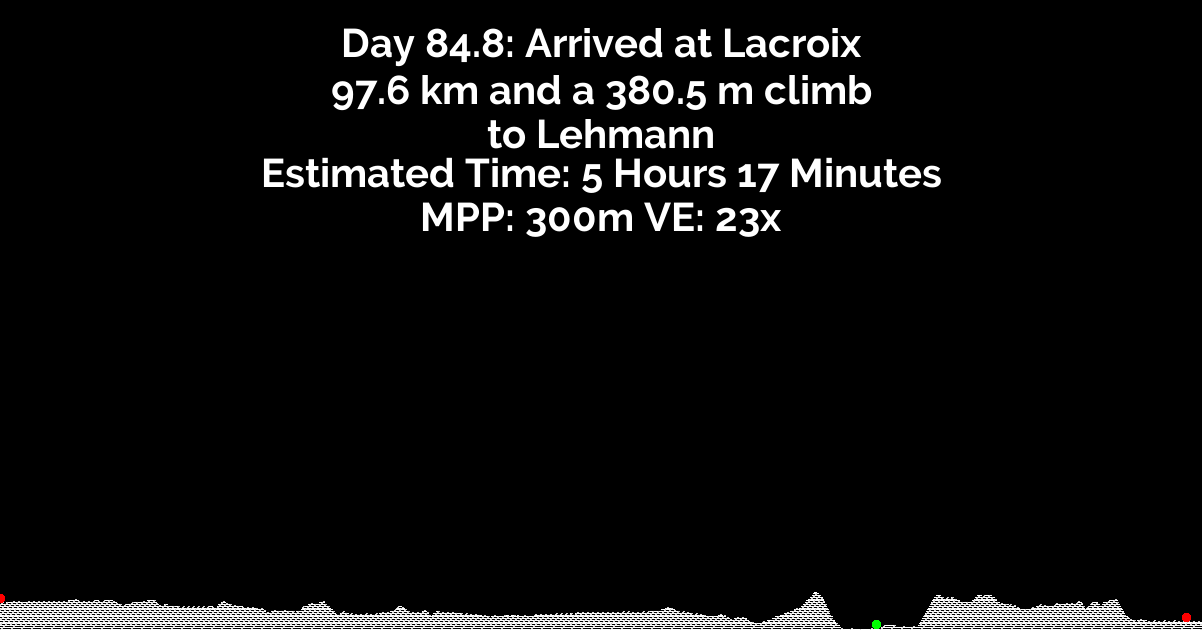 Day 84.8: Arrived at Lacroix
97.6 km and a 380.5 m climb
to Lehmann
Estimated Time: 5 Hours 17 Minutes
MPP: 300m VE: 23x